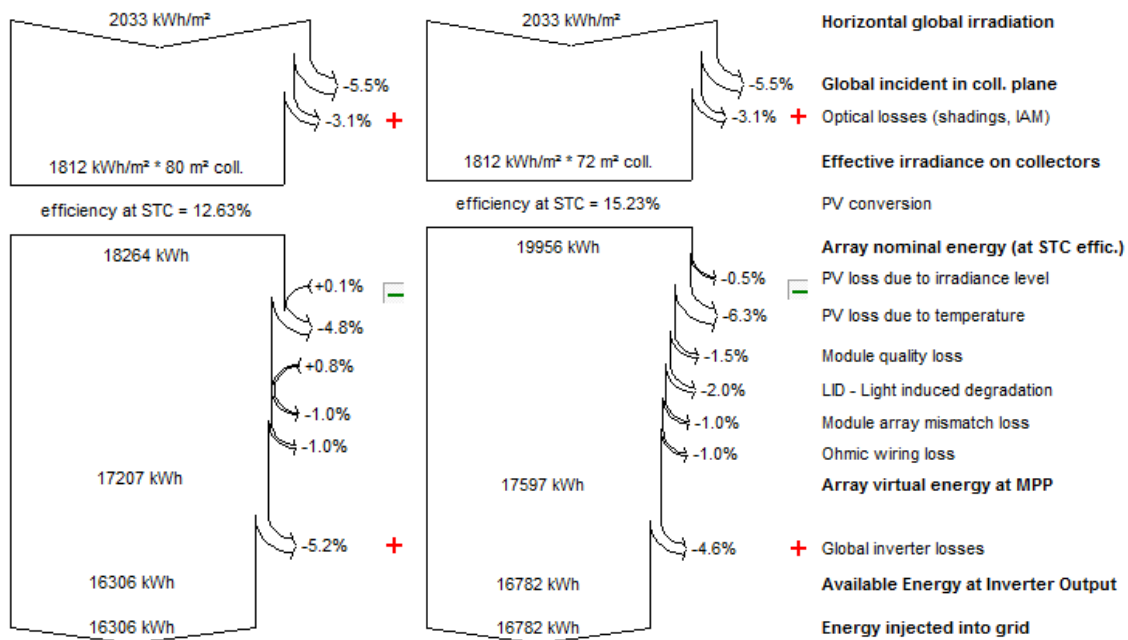 2033 kWh/m² 2033 kWh/m² Horizontal global irradiation
-5.5% -5.5% Global incident in coll. plane
-3.1% + -3.1% + Optical losses (shadings, IAM)
1812 kWh/m² * 80 m² coll. 1812 kWh/m² * 72 m² coll. Effective irradiance on collectors
efficiency at STC = 12.63% efficiency at STC = 15.23% PV conversion
18264 kWh 19956 kWh Array nominal energy (at STC effic.)
+0.1% -0.5% PV loss due to irradiance level
-4.8% -6.3% PV loss due to temperature
+0.8% -1.5% Module quality loss
-2.0% LID - Light induced degradation
-1.0% -1.0% Module array mismatch loss
-1.0% -1.0% Ohmic wiring loss
17207 kWh 17597 kWh Array virtual energy at MPP
-5.2% + -4.6% + Global inverter losses
16306 kWh 16782 kWh Available Energy at Inverter Output
16306 kWh 16782 kWh Energy injected into grid